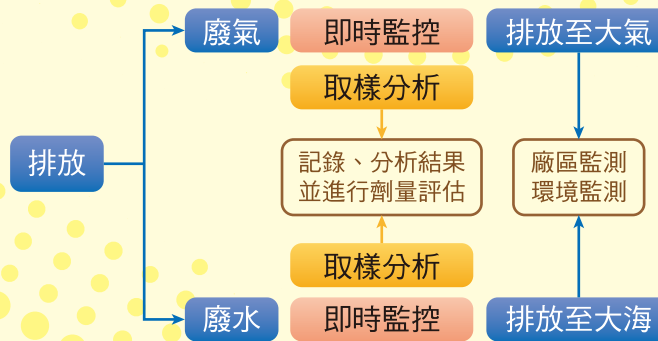 廢氣
即時監控
排放至大氣
取樣分析
排放
記錄、分析結果
並進行劑量評估
廠區監測
環境監測
取樣分析
廢水
即時監控
排放至大海